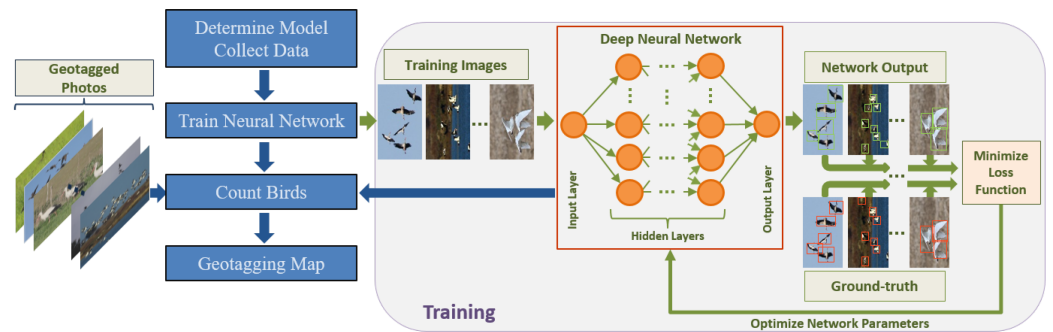 Determine Model
Collect Data
Geotagged
Photos
Train Neural Network
Count Birds
Geotagging Map
Training Images
...
Deep Neural Network
...
...
...
...
...
...
Input Layer
Hidden Layers
Output Layer
Network Output
...
...
...
Ground-truth
Minimize
Loss
Function
Training
Optimize Network Parameters